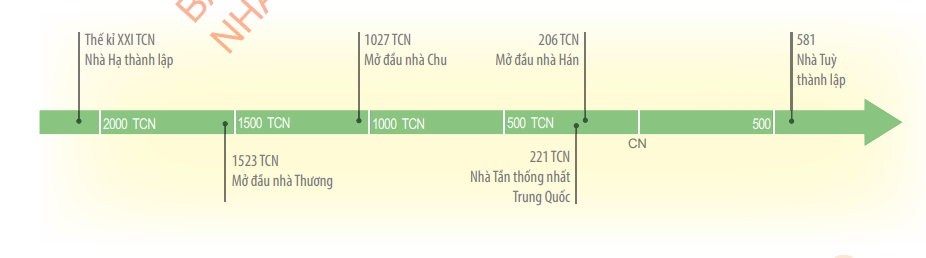 BẢ
NHÀ
Thế kỉ XXI TCN
Nhà Hạ thành lập
1027 TCN
Mở đầu nhà Chu
206 TCN
Mở đầu nhà Hán
581
Nhà Tuỳ
thành lập
2000 TCN
1500 TCN
1000 TCN
500 TCN
CN
500
1523 TCN
Mở đầu nhà Thương
221 TCN
Nhà Tần thống nhất
Trung Quốc